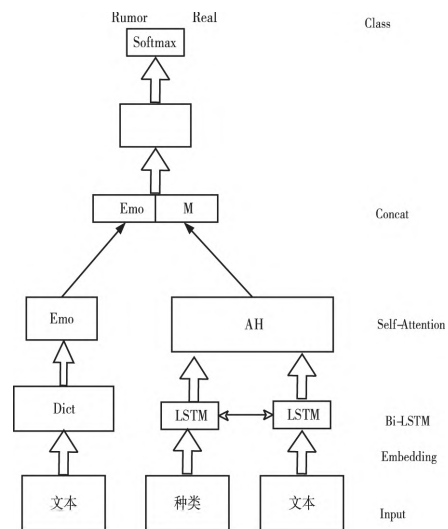 Rumor Real Class
Softmax
Emo M Concat
Emo AH Self-Attention
Dict LSTM LSTM Bi-LSTM
Embedding
文本 种类 文本 Input